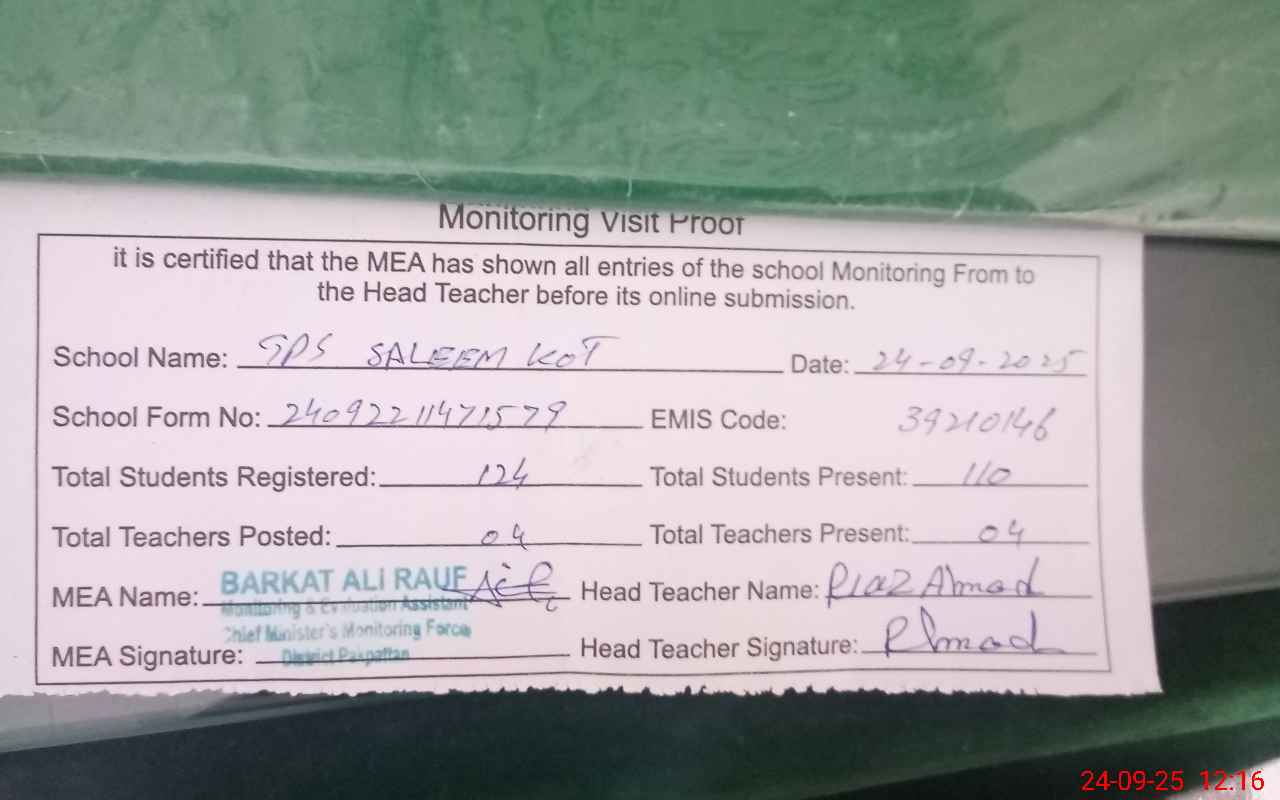 Monitoring Visit Proof
it is certified that the MEA has shown all entries of the school Monitoring From to
the Head Teacher before its online submission.
School Name: GPS SALEEM KOT Date: 24-09-2025
School Form No: 24092211471579 EMIS Code: 39210146
Total Students Registered: 124 Total Students Present: 110
Total Teachers Posted: 04 Total Teachers Present: 04
MEA Name: BARKAT ALI RAUF Head Teacher Name: Riaz Ahmad
Monitoring & Evaluation Assistant
Chief Minister's Monitoring Force
MEA Signature: District Pakpattan Head Teacher Signature: RAhmad
24-09-25 12:16